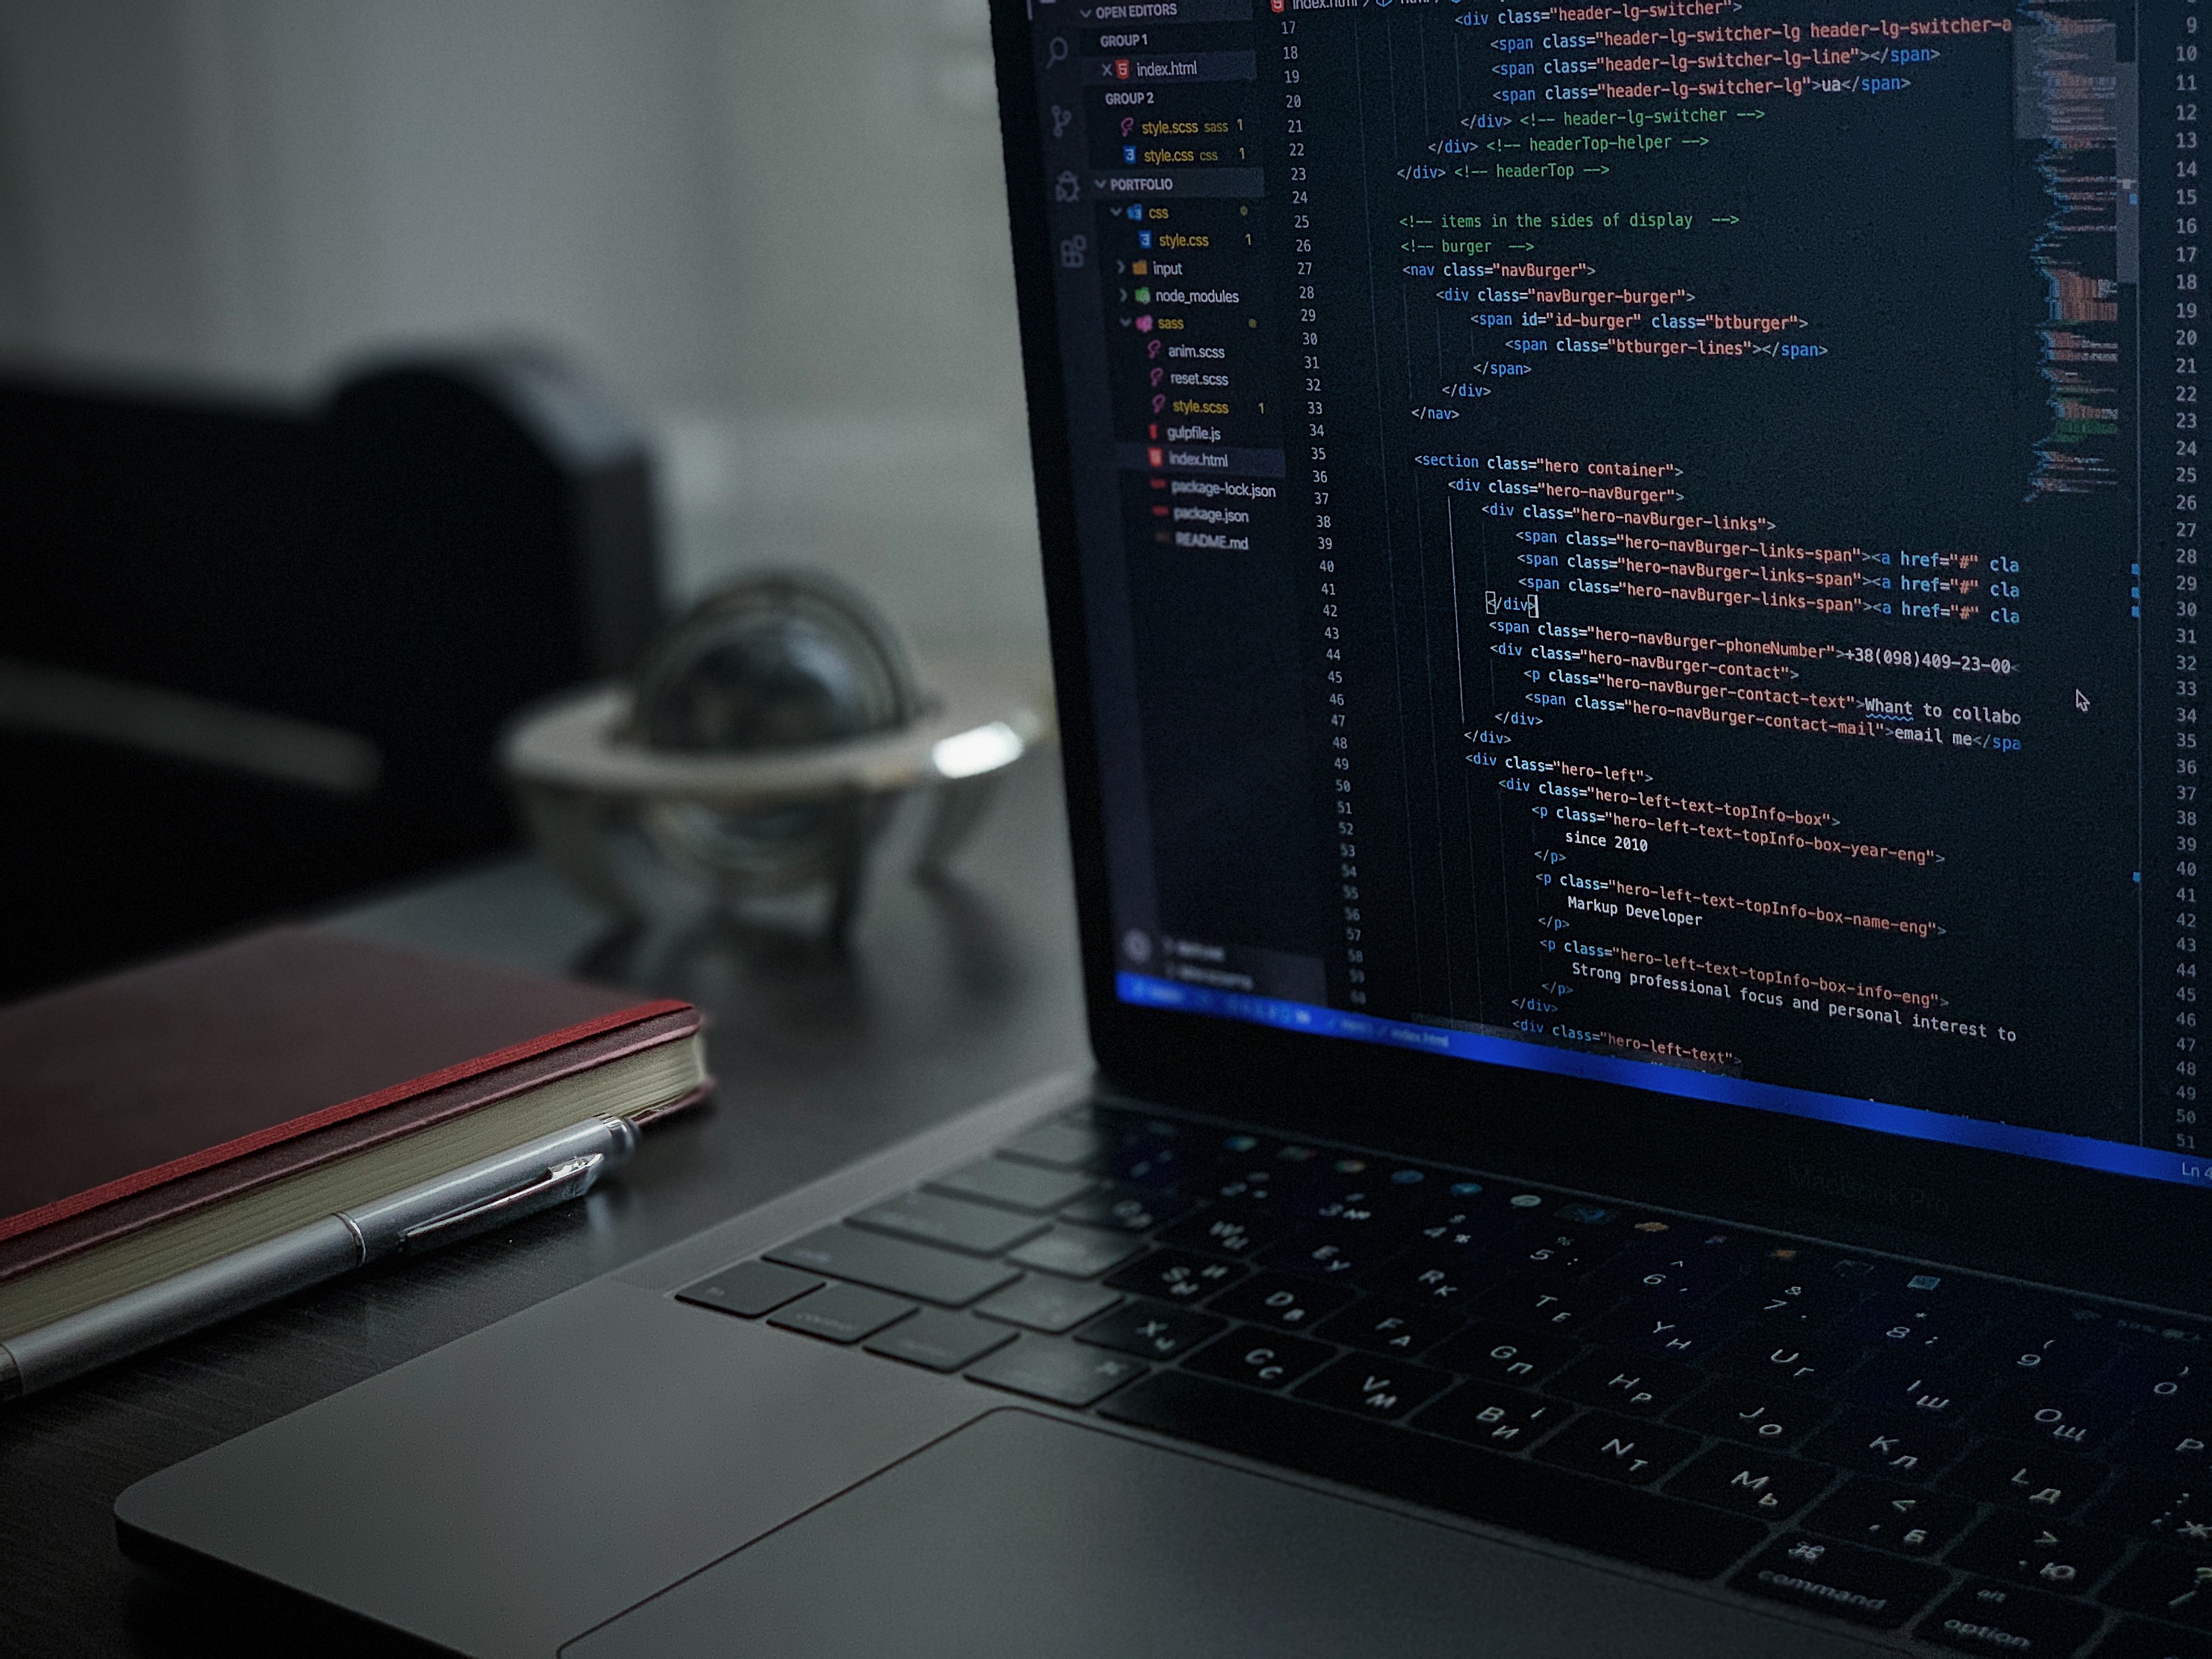 OPEN EDITORS
GROUP 1
index.html
GROUP 2
style.scss sass 1
style.css css 1
PORTFOLIO
css
style.css 1
input
node_modules
sass
anim.scss
reset.scss
style.scss 1
gulpfile.js
index.html
package-lock.json
package.json
README.md
index.html
17
18
19
20
21
22
23
24
25
26
27
28
29
30
31
32
33
34
35
36
37
38
39
40
41
42
43
44
45
46
47
48
49
50
51
52
53
54
55
56
57
58
59
60
<div class="header-lg-switcher">
<span class="header-lg-switcher-lg header-lg-switcher-a
<span class="header-lg-switcher-lg-line"></span>
<span class="header-lg-switcher-lg">ua</span>
</div> <!-- header-lg-switcher -->
</div> <!-- headerTop-helper -->
</div> <!-- headerTop -->
<!-- items in the sides of display -->
<!-- burger -->
<nav class="navBurger">
<div class="navBurger-burger">
<span id="id-burger" class="btburger">
<span class="btburger-lines"></span>
</span>
</div>
</nav>
<section class="hero container">
<div class="hero-navBurger">
<div class="hero-navBurger-links">
<span class="hero-navBurger-links-span"><a href="#" cla
<span class="hero-navBurger-links-span"><a href="#" cla
<span class="hero-navBurger-links-span"><a href="#" cla
</div>
<span class="hero-navBurger-phoneNumber">+38(098)409-23-00<
<div class="hero-navBurger-contact">
<p class="hero-navBurger-contact-text">Whant to collabo
<span class="hero-navBurger-contact-mail">email me</spa
</div>
</div>
<div class="hero-left">
<div class="hero-left-text-topInfo-box">
<p class="hero-left-text-topInfo-box-year-eng">
since 2010
</p>
<p class="hero-left-text-topInfo-box-name-eng">
Markup Developer
</p>
<p class="hero-left-text-topInfo-box-info-eng">
Strong professional focus and personal interest to
</p>
</div>
<div class="hero-left-text">
9
10
11
12
13
14
15
16
17
18
19
20
21
22
23
24
25
26
27
28
29
30
31
32
33
34
35
36
37
38
39
40
41
42
43
44
45
46
47
48
49
50
51
Ln 4
MacBook Pro
2 " 3 № 4 % 5 : 6 , 7 . 8 ; 9 0
W Ц E У R К T Е Y Н U Г I Ш O Щ P
S И D В F А G П H Р J О K Л L Д
X Ч C С V М B И N Т M Ь < , Б > . Ю
command
alt
option